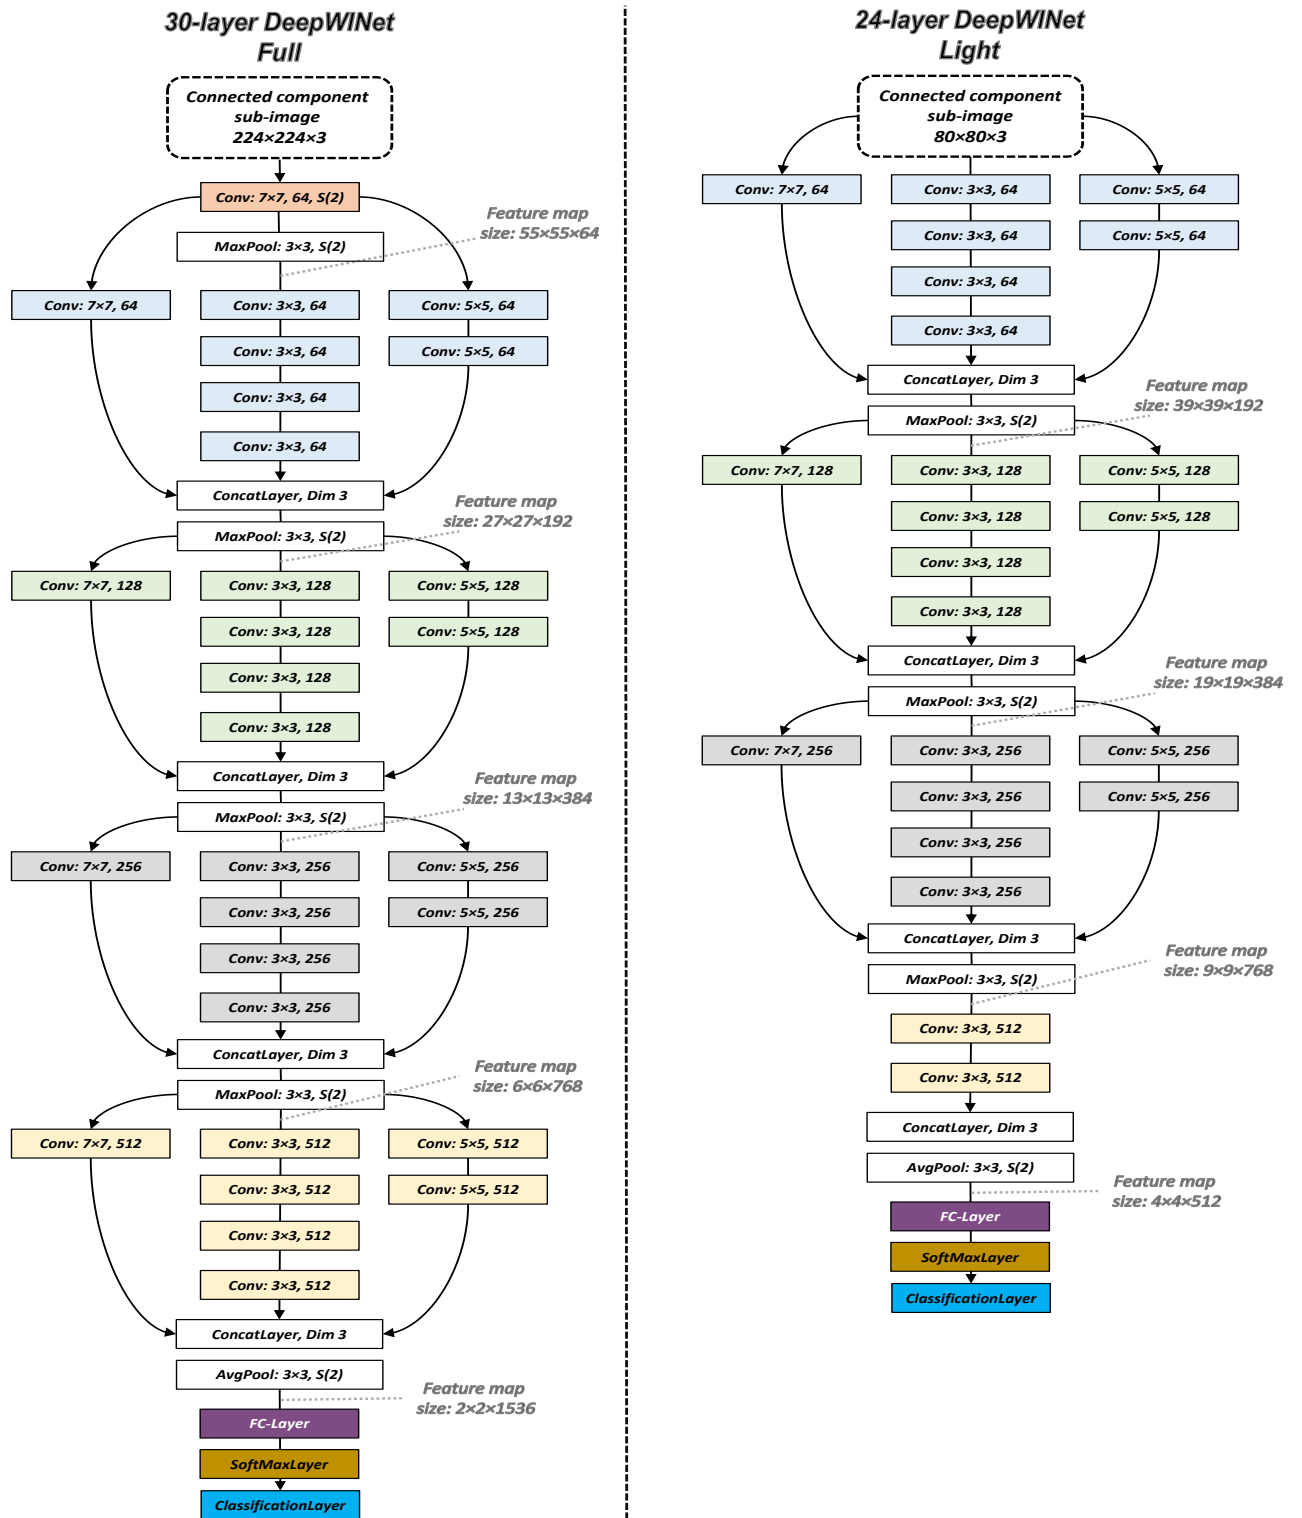 30-layer DeepWINet
Full
Connected component
sub-image
224×224×3
Conv: 7×7, 64, S(2)
Feature map
size: 55×55×64
MaxPool: 3×3, S(2)
Conv: 7×7, 64
Conv: 3×3, 64
Conv: 5×5, 64
Conv: 3×3, 64
Conv: 5×5, 64
Conv: 3×3, 64
Conv: 3×3, 64
ConcatLayer, Dim 3
Feature map
size: 27×27×192
MaxPool: 3×3, S(2)
Conv: 7×7, 128
Conv: 3×3, 128
Conv: 5×5, 128
Conv: 3×3, 128
Conv: 5×5, 128
Conv: 3×3, 128
Conv: 3×3, 128
ConcatLayer, Dim 3
Feature map
size: 13×13×384
MaxPool: 3×3, S(2)
Conv: 7×7, 256
Conv: 3×3, 256
Conv: 5×5, 256
Conv: 3×3, 256
Conv: 5×5, 256
Conv: 3×3, 256
Conv: 3×3, 256
ConcatLayer, Dim 3
Feature map
size: 6×6×768
MaxPool: 3×3, S(2)
Conv: 7×7, 512
Conv: 3×3, 512
Conv: 5×5, 512
Conv: 3×3, 512
Conv: 5×5, 512
Conv: 3×3, 512
Conv: 3×3, 512
ConcatLayer, Dim 3
AvgPool: 3×3, S(2)
Feature map
size: 2×2×1536
FC-Layer
SoftMaxLayer
ClassificationLayer
24-layer DeepWINet
Light
Connected component
sub-image
80×80×3
Conv: 7×7, 64
Conv: 3×3, 64
Conv: 5×5, 64
Conv: 3×3, 64
Conv: 5×5, 64
Conv: 3×3, 64
Conv: 3×3, 64
ConcatLayer, Dim 3
Feature map
size: 39×39×192
MaxPool: 3×3, S(2)
Conv: 7×7, 128
Conv: 3×3, 128
Conv: 5×5, 128
Conv: 3×3, 128
Conv: 5×5, 128
Conv: 3×3, 128
Conv: 3×3, 128
ConcatLayer, Dim 3
Feature map
size: 19×19×384
MaxPool: 3×3, S(2)
Conv: 7×7, 256
Conv: 3×3, 256
Conv: 5×5, 256
Conv: 3×3, 256
Conv: 5×5, 256
Conv: 3×3, 256
Conv: 3×3, 256
ConcatLayer, Dim 3
Feature map
size: 9×9×768
MaxPool: 3×3, S(2)
Conv: 3×3, 512
Conv: 3×3, 512
ConcatLayer, Dim 3
AvgPool: 3×3, S(2)
Feature map
size: 4×4×512
FC-Layer
SoftMaxLayer
ClassificationLayer